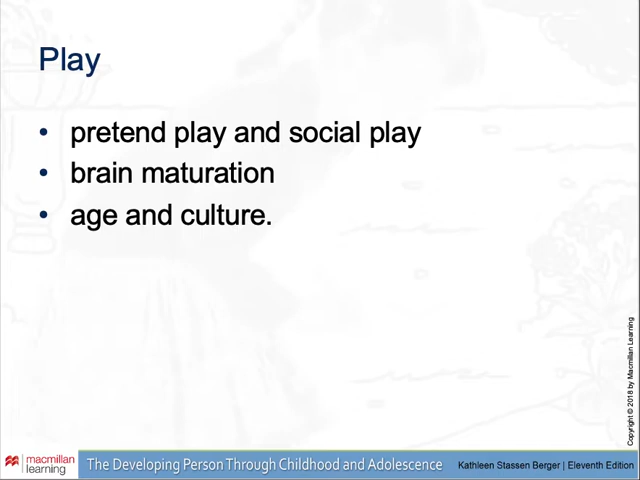 Play
• pretend play and social play
• brain maturation
• age and culture.
Copyright © 2018 by Macmillan Learning
macmillan
learning
The Developing Person Through Childhood and Adolescence
Kathleen Stassen Berger | Eleventh Edition